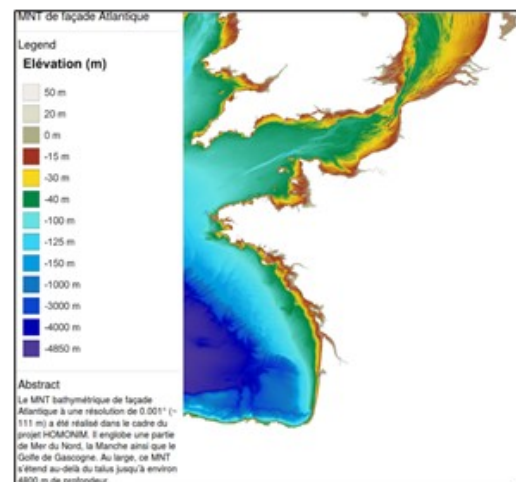 MNT de façade Atlantique
Legend
Elévation (m)
50 m
20 m
0 m
-15 m
-30 m
-40 m
-100 m
-125 m
-150 m
-1000 m
-3000 m
-4000 m
-4850 m
Abstract
Le MNT bathymétrique de façade
Atlantique à une résolution de 0.001° (~
111 m) a été réalisé dans le cadre du
projet HOMONIM. Il englobe une partie
de Mer du Nord, la Manche ainsi que le
Golfe de Gascogne. Au large, ce MNT
s'étend au-delà du talus jusqu'à environ
4800 m de profondeur.